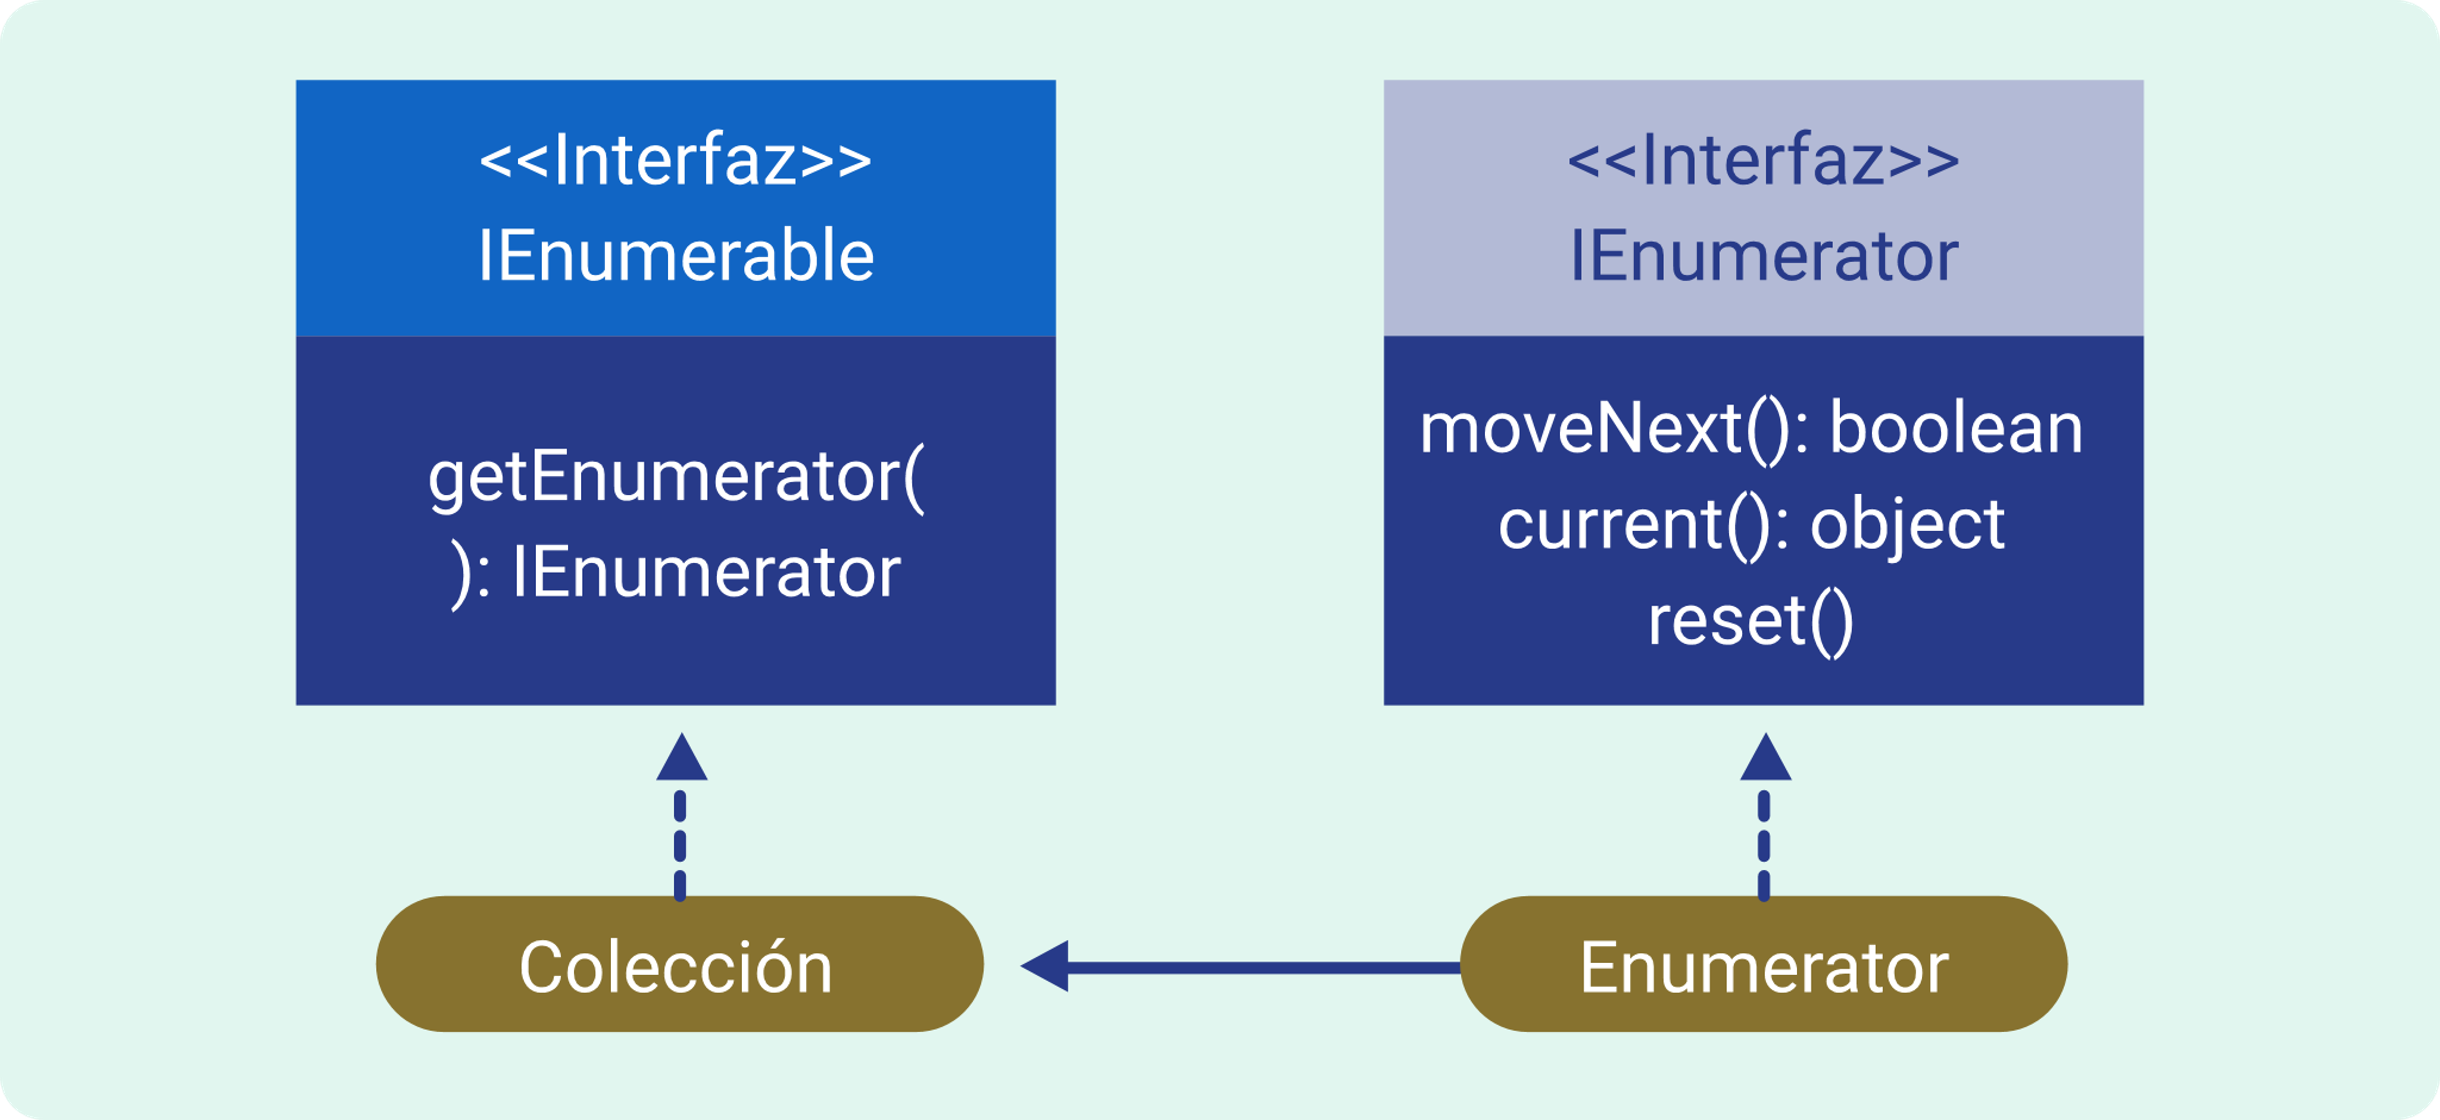 <<Interfaz>>
IEnumerable
getEnumerator(
): IEnumerator
<<Interfaz>>
IEnumerator
moveNext(): boolean
current(): object
reset()
Colección
Enumerator